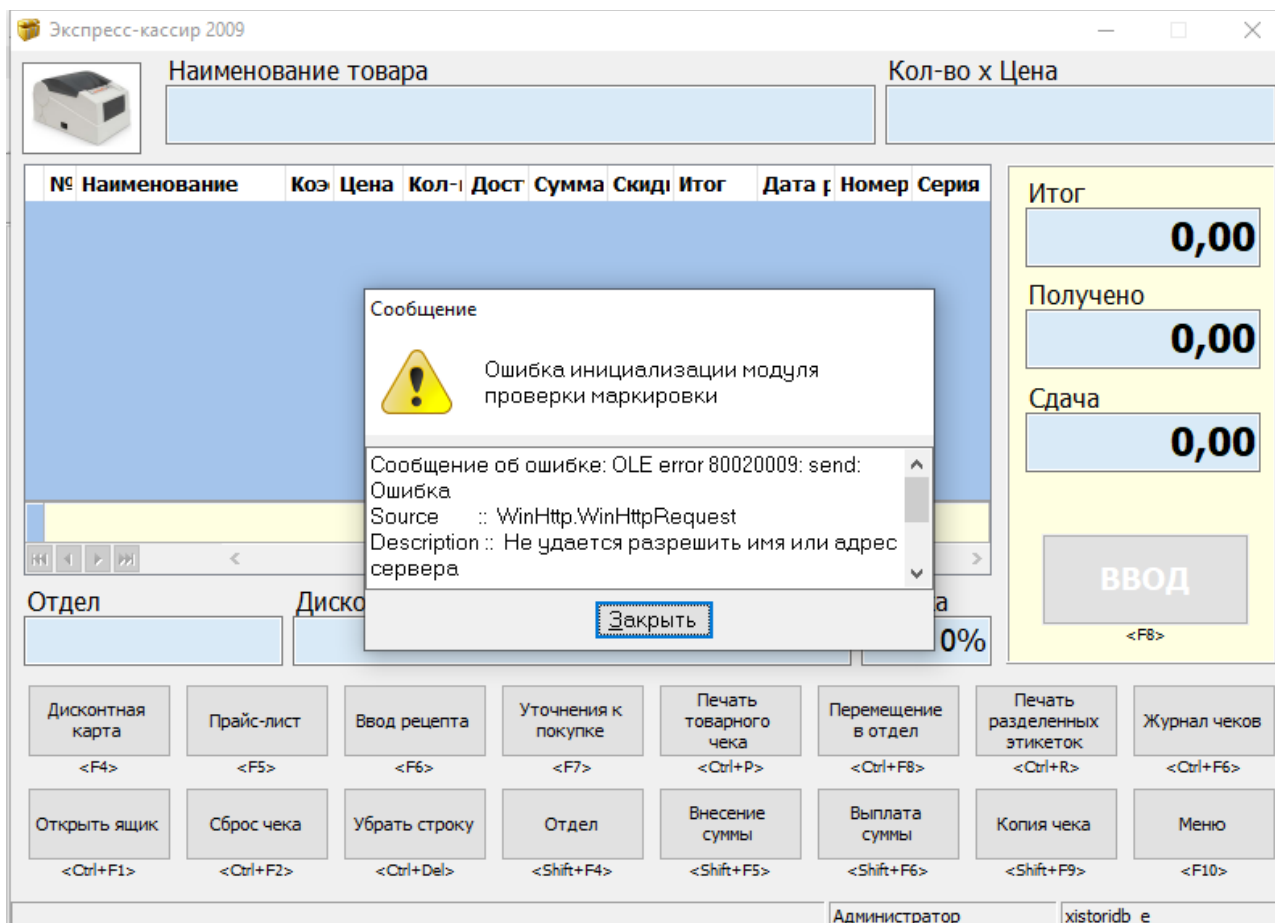 Экспресс-кассир 2009
Наименование товара
Кол-во х Цена
№ Наименование Цена Сумма Итог Дата Номер Серия
Итог
0,00
Получено
0,00
Сдача
0,00
Сообщение
Ошибка инициализации модуля
проверки маркировки
Сообщение об ошибке: OLE error 80020009: send:
Ошибка
Source :: WinHttp.WinHttpRequest
Description :: Не удается разрешить имя или адрес
сервера
Закрыть
ВВОД
<F8>
Отдел
0%
Дисконтная
карта
Прайс-лист
Ввод рецепта
Уточнения к
покупке
Печать
товарного
чека
Перемещение
в отдел
Печать
разделенных
этикеток
Журнал чеков
<F4> <F5> <F6> <F7> <Ctrl+P> <Ctrl+F8> <Ctrl+R> <Ctrl+F6>
Открыть ящик
Сброс чека
Убрать строку
Отдел
Внесение
суммы
Выплата
суммы
Копия чека
Меню
<Ctrl+F1> <Ctrl+F2> <Ctrl+Del> <Shift+F4> <Shift+F5> <Shift+F6> <Shift+F9> <F10>
Администратор
xistoridb_e